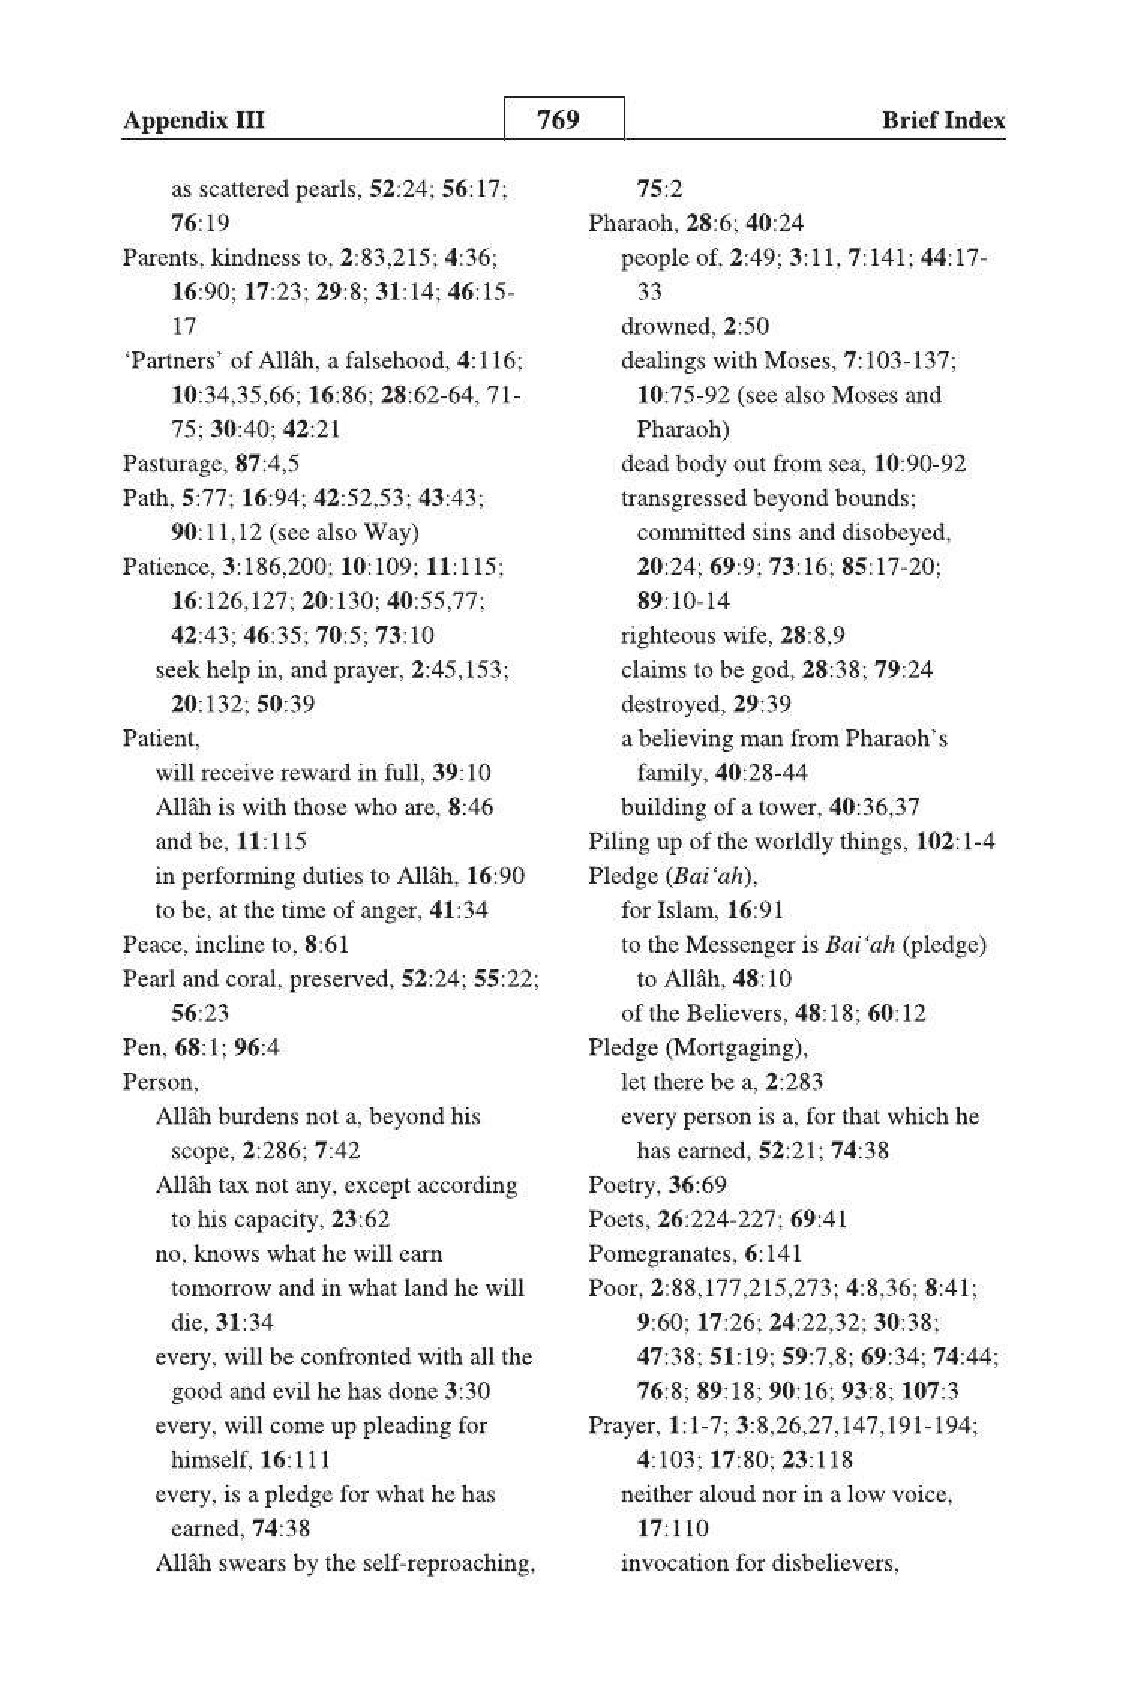 Appendix III 769 Brief Index
as scattered pearls, 52:24; 56:17;
76:19
Parents, kindness to, 2:83,215; 4:36;
16:90; 17:23; 29:8; 31:14; 46:15-
17
‘Partners’ of Allâh, a falsehood, 4:116;
10:34,35,66; 16:86; 28:62-64, 71-
75; 30:40; 42:21
Pasturage, 87:4,5
Path, 5:77; 16:94; 42:52,53; 43:43;
90:11,12 (see also Way)
Patience, 3:186,200; 10:109; 11:115;
16:126,127; 20:130; 40:55,77;
42:43; 46:35; 70:5; 73:10
seek help in, and prayer, 2:45,153;
20:132; 50:39
Patient,
will receive reward in full, 39:10
Allâh is with those who are, 8:46
and be, 11:115
in performing duties to Allâh, 16:90
to be, at the time of anger, 41:34
Peace, incline to, 8:61
Pearl and coral, preserved, 52:24; 55:22;
56:23
Pen, 68:1; 96:4
Person,
Allâh burdens not a, beyond his
scope, 2:286; 7:42
Allâh tax not any, except according
to his capacity, 23:62
no, knows what he will earn
tomorrow and in what land he will
die, 31:34
every, will be confronted with all the
good and evil he has done 3:30
every, will come up pleading for
himself, 16:111
every, is a pledge for what he has
earned, 74:38
Allâh swears by the self-reproaching,
75:2
Pharaoh, 28:6; 40:24
people of, 2:49; 3:11, 7:141; 44:17-
33
drowned, 2:50
dealings with Moses, 7:103-137;
10:75-92 (see also Moses and
Pharaoh)
dead body out from sea, 10:90-92
transgressed beyond bounds;
committed sins and disobeyed,
20:24; 69:9; 73:16; 85:17-20;
89:10-14
righteous wife, 28:8,9
claims to be god, 28:38; 79:24
destroyed, 29:39
a believing man from Pharaoh’s
family, 40:28-44
building of a tower, 40:36,37
Piling up of the worldly things, 102:1-4
Pledge (Bai‘ah),
for Islam, 16:91
to the Messenger is Bai‘ah (pledge)
to Allâh, 48:10
of the Believers, 48:18; 60:12
Pledge (Mortgaging),
let there be a, 2:283
every person is a, for that which he
has earned, 52:21; 74:38
Poetry, 36:69
Poets, 26:224-227; 69:41
Pomegranates, 6:141
Poor, 2:88,177,215,273; 4:8,36; 8:41;
9:60; 17:26; 24:22,32; 30:38;
47:38; 51:19; 59:7,8; 69:34; 74:44;
76:8; 89:18; 90:16; 93:8; 107:3
Prayer, 1:1-7; 3:8,26,27,147,191-194;
4:103; 17:80; 23:118
neither aloud nor in a low voice,
17:110
invocation for disbelievers,